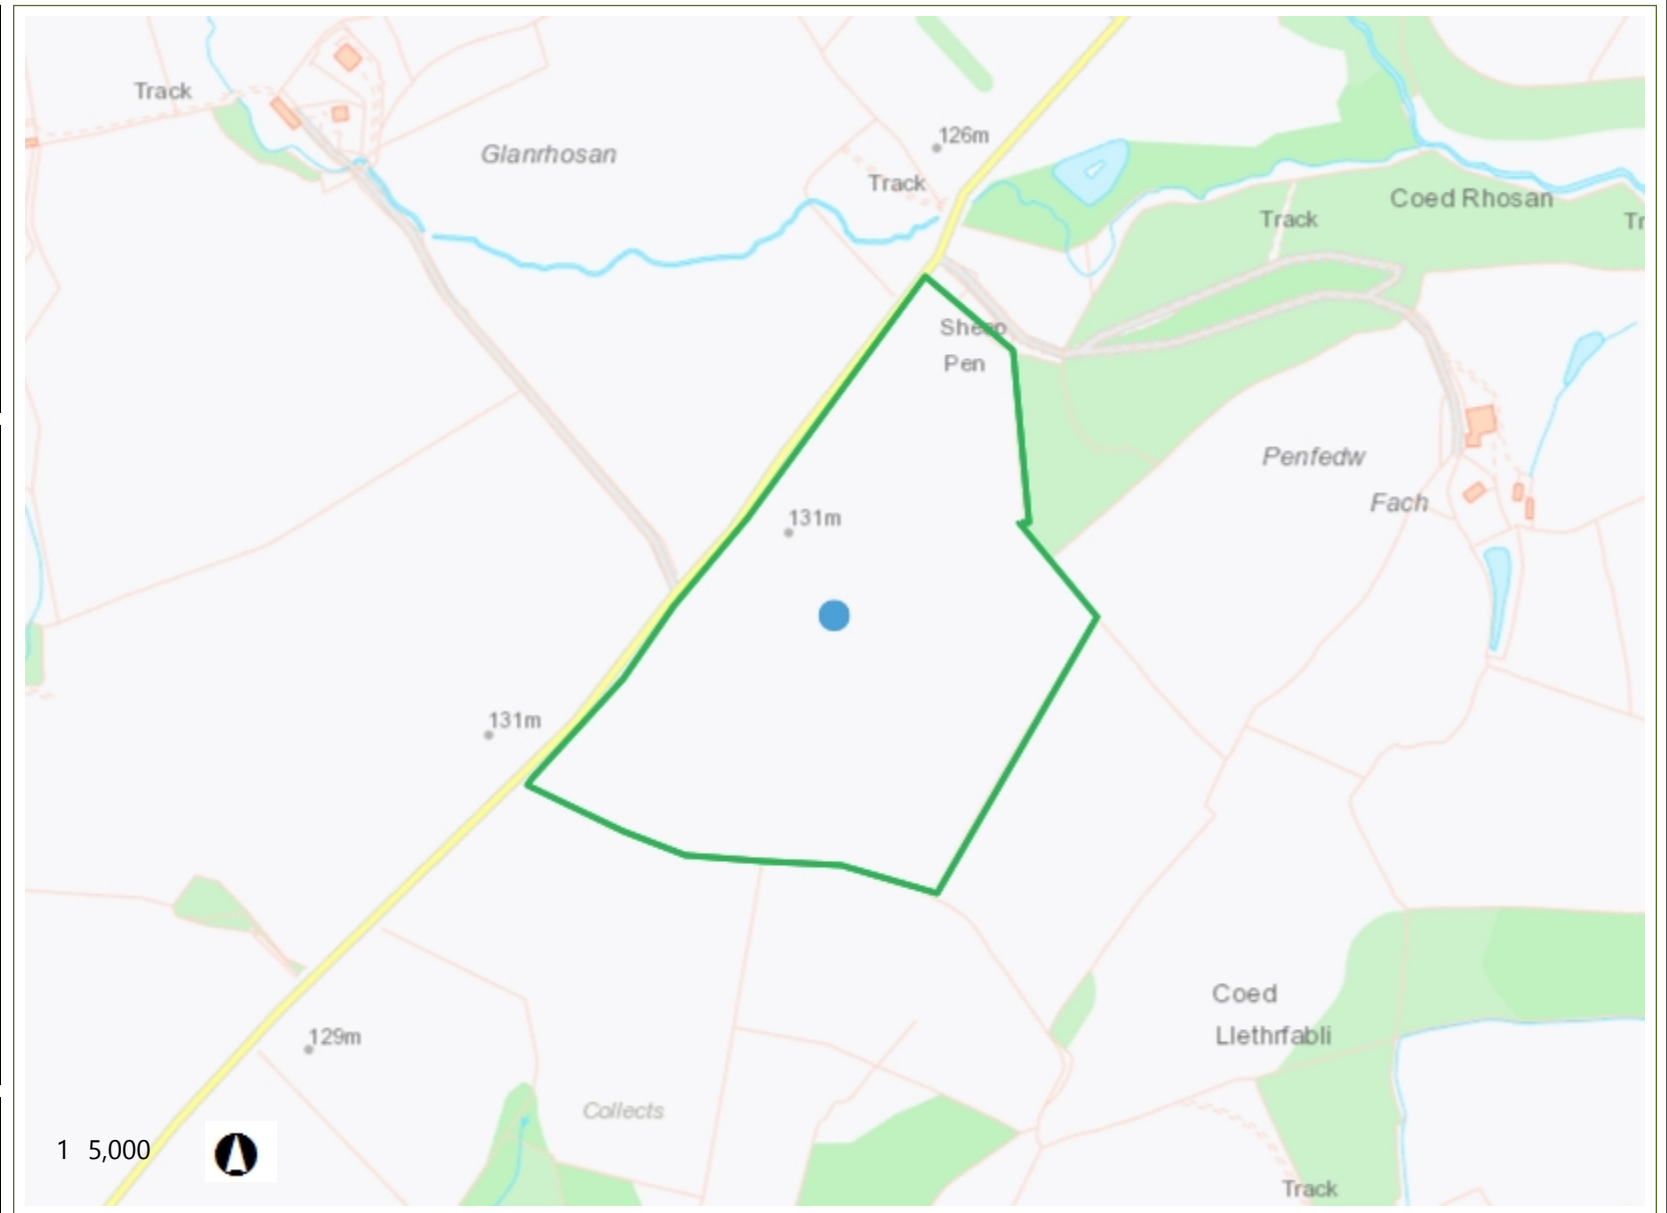 Track
126m
Glanrhosan
Track
Coed Rhosan
Track
Tr
Sheep
Pen
Penfedw
Fach
131m
131m
Coed
Llethrfabli
129m
Collects
1 5,000
Track